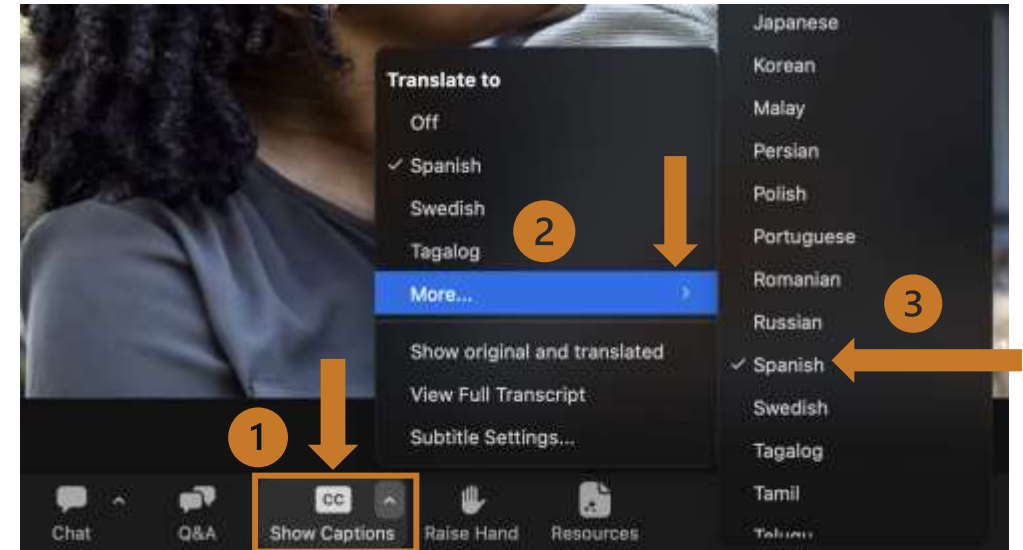 Translate to
Off
✓ Spanish
Swedish
Tagalog
More...
Show original and translated
View Full Transcript
Subtitle Settings...
2
Japanese
Korean
Malay
Persian
Polish
Portuguese
Romanian
Russian
✓ Spanish
Swedish
Tagalog
Tamil
Telugu
3
1
CC
Chat
Q&A
Show Captions
Raise Hand
Resources